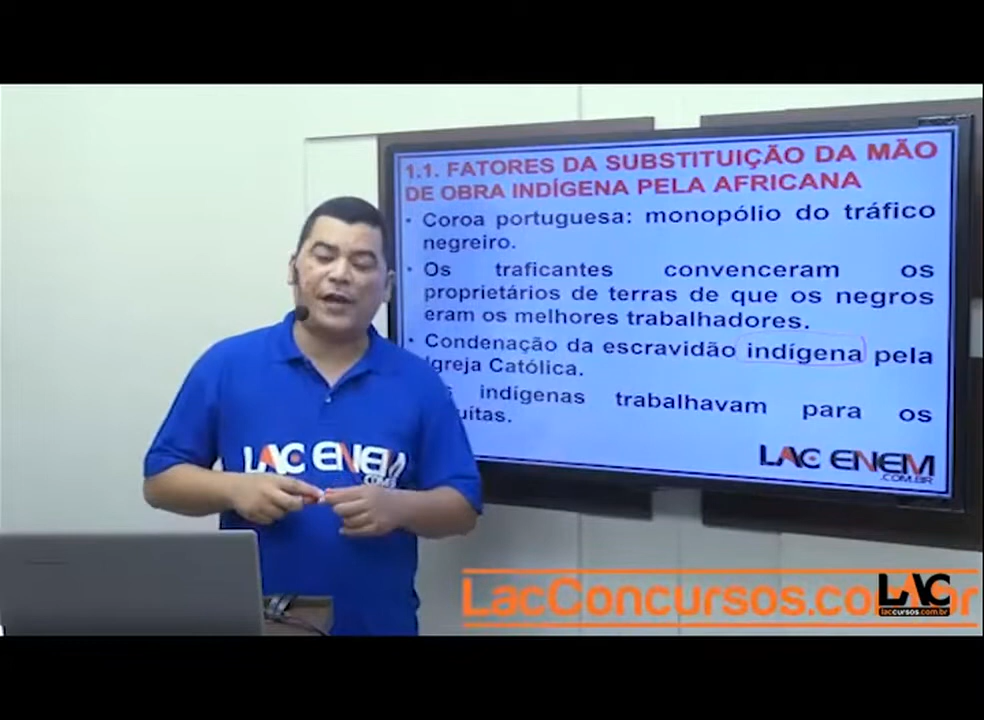 1.1. FATORES DA SUBSTITUIÇÃO DA MÃO
DE OBRA INDÍGENA PELA AFRICANA
• Coroa portuguesa: monopólio do tráfico
negreiro.
• Os traficantes convenceram os
proprietários de terras de que os negros
eram os melhores trabalhadores.
• Condenação da escravidão indígena pela
Igreja Católica.
indígenas trabalhavam para os
LAC ENEM
.COM.BR
LAC ENEM
LacConcursos.com
LAC
laccursos.com.br